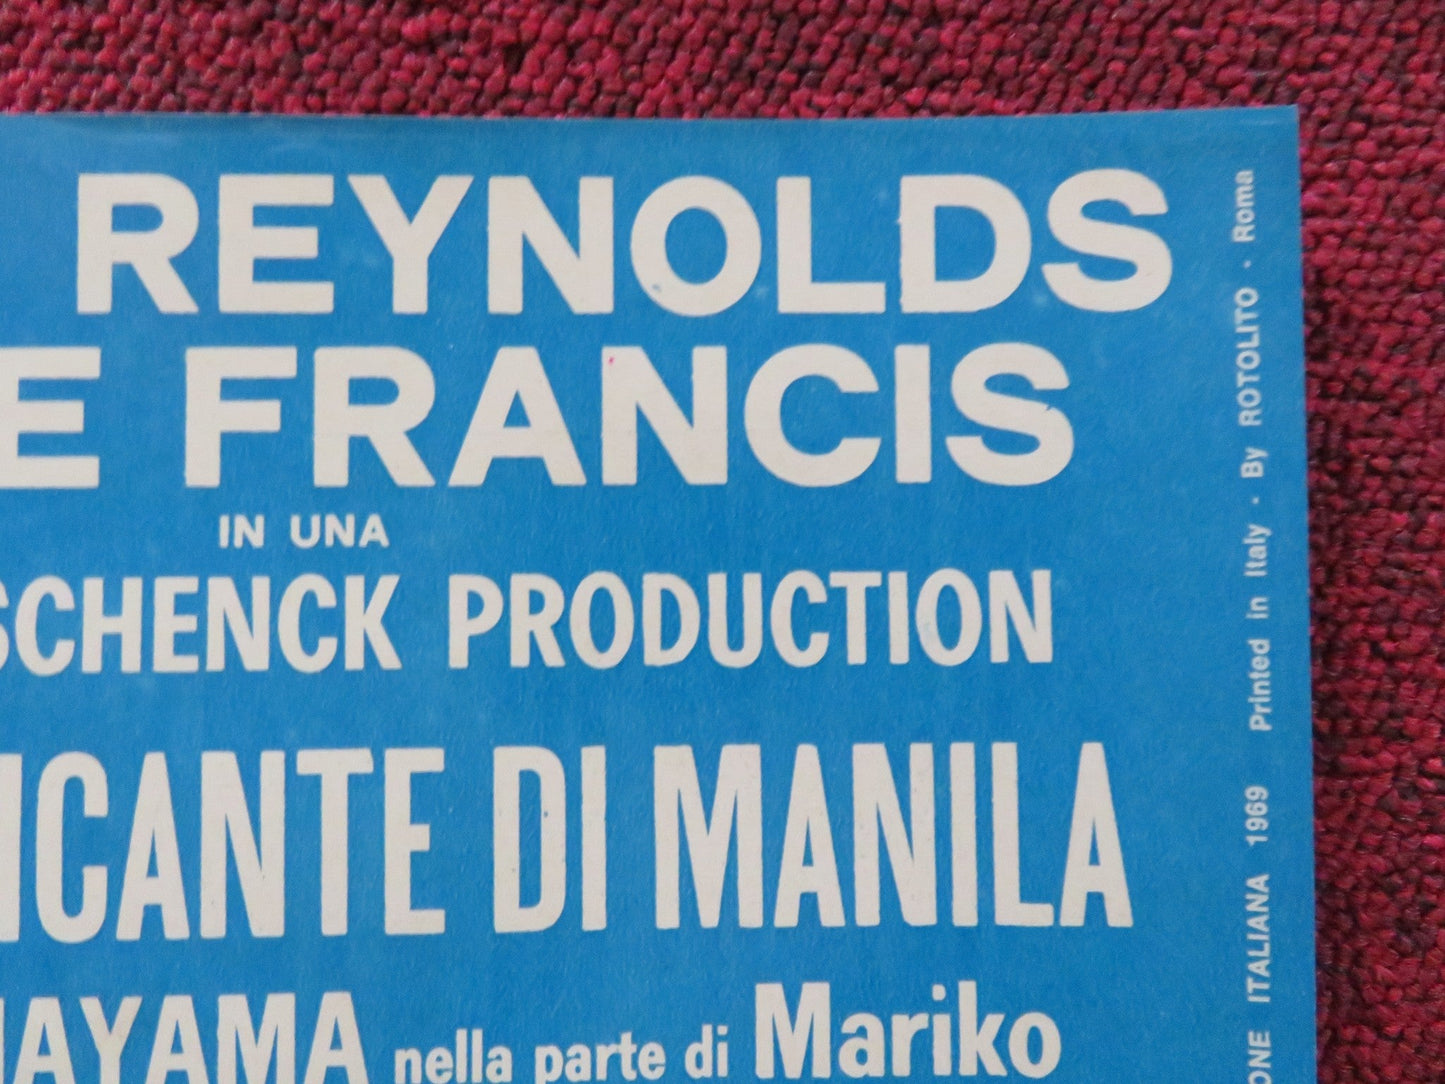 REYNOLDS
E FRANCIS
IN UNA
SCHENCK PRODUCTION
ICANTE DI MANILA
AYAMA nella parte di Mariko
ONE ITALIANA 1969 Printed in Italy · By ROTOLITO · Roma